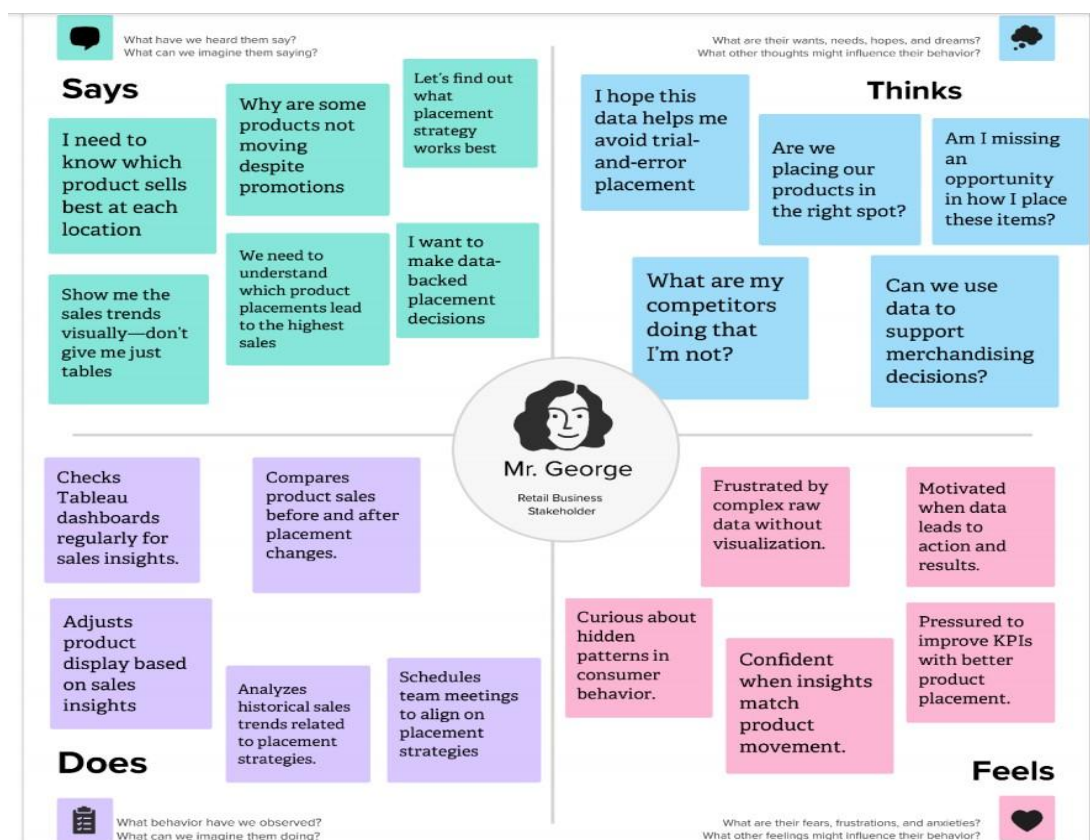 What have we heard them say?
What can we imagine them saying?
Says
I need to
know which
product sells
best at each
location
Why are some
products not
moving
despite
promotions
Let's find out
what
placement
strategy
works best
Show me the
sales trends
visually—don't
give me just
tables
We need to
understand
which product
placements lead
to the highest
sales
I want to
make data-
backed
placement
decisions
What are their wants, needs, hopes, and dreams?
What other thoughts might influence their behavior?
Thinks
I hope this
data helps me
avoid trial-
and-error
placement
Are we
placing our
products in
the right spot?
Am I missing
an
opportunity
in how I place
these items?
What are my
competitors
doing that
I'm not?
Can we use
data to
support
merchandising
decisions?
Mr. George
Retail Business
Stakeholder
Checks
Tableau
dashboards
regularly for
sales insights.
Compares
product sales
before and after
placement
changes.
Adjusts
product
display based
on sales
insights
Analyzes
historical sales
trends related
to placement
strategies.
Schedules
team meetings
to align on
placement
strategies
Does
What behavior have we observed?
What can we imagine them doing?
Frustrated by
complex raw
data without
visualization.
Motivated
when data
leads to
action and
results.
Curious about
hidden
patterns in
consumer
behavior.
Confident
when insights
match
product
movement.
Pressured to
improve KPIs
with better
product
placement.
Feels
What are their fears, frustrations, and anxieties?
What other feelings might influence their behavior?